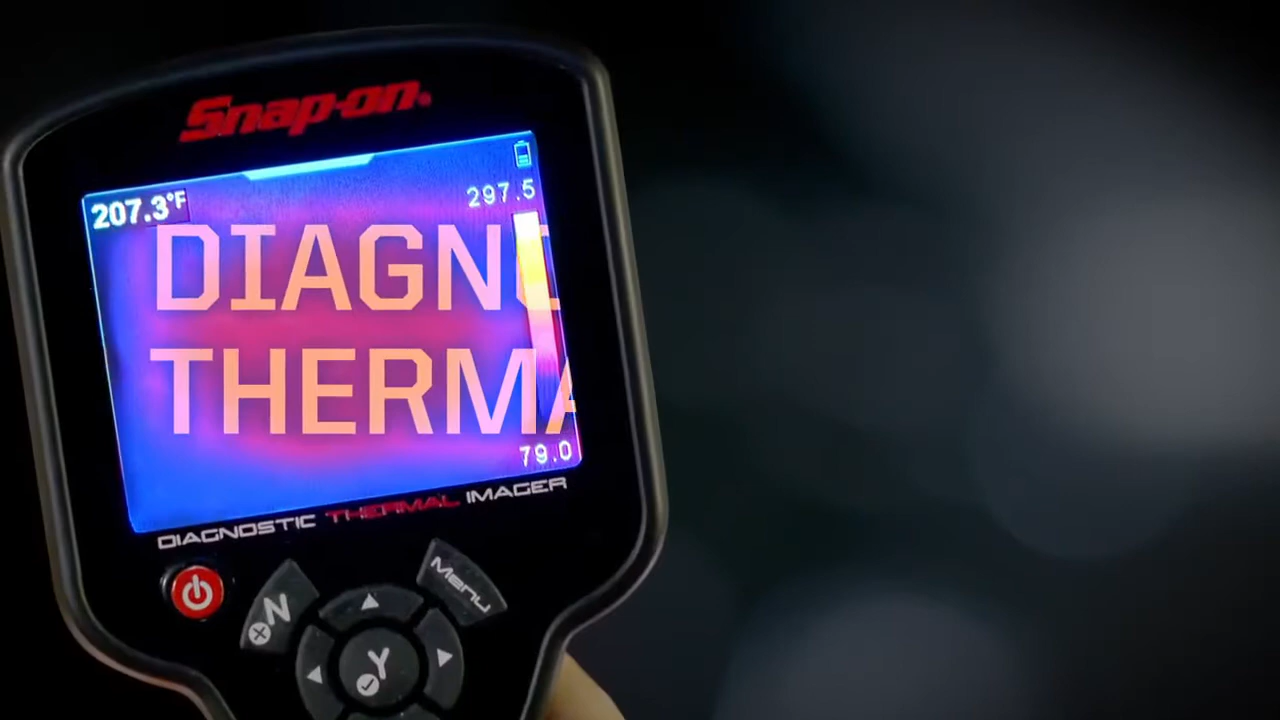 Snap-on
207.3°F
297.5
DIAGN
THERMA
79.0
DIAGNOSTIC THERMAL IMAGER
N
Menu
Y